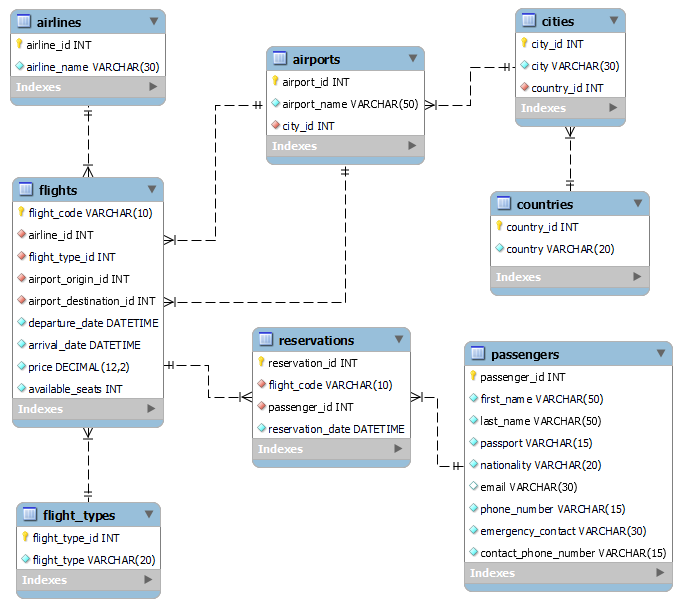 airlines
airline_id INT
airline_name VARCHAR(30)
Indexes
airports
airport_id INT
airport_name VARCHAR(50)
city_id INT
Indexes
cities
city_id INT
city VARCHAR(30)
country_id INT
Indexes
flights
flight_code VARCHAR(10)
airline_id INT
flight_type_id INT
airport_origin_id INT
airport_destination_id INT
departure_date DATETIME
arrival_date DATETIME
price DECIMAL(12,2)
available_seats INT
Indexes
countries
country_id INT
country VARCHAR(20)
Indexes
reservations
reservation_id INT
flight_code VARCHAR(10)
passenger_id INT
reservation_date DATETIME
Indexes
passengers
passenger_id INT
first_name VARCHAR(50)
last_name VARCHAR(50)
passport VARCHAR(15)
nationality VARCHAR(20)
email VARCHAR(30)
phone_number VARCHAR(15)
emergency_contact VARCHAR(30)
contact_phone_number VARCHAR(15)
Indexes
flight_types
flight_type_id INT
flight_type VARCHAR(20)
Indexes